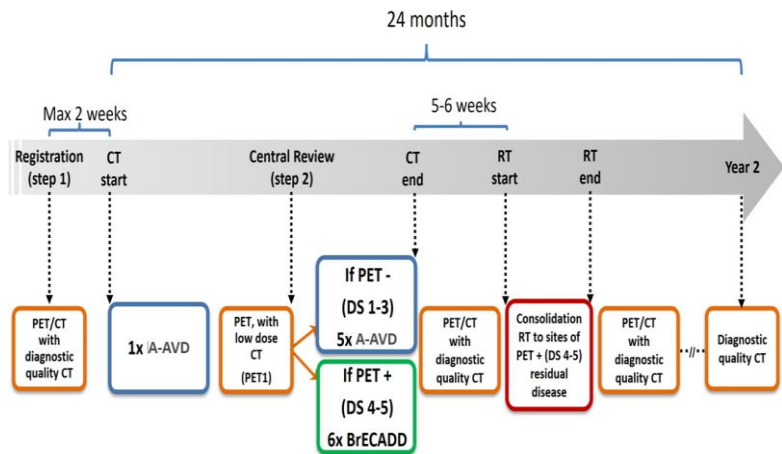 24 months
Max 2 weeks
5-6 weeks
Registration
(step 1)
CT
start
Central Review
(step 2)
CT
end
RT
start
RT
end
Year 2
PET/CT
with
diagnostic
quality CT
1x A-AVD
PET, with
low dose
CT
(PET1)
If PET -
(DS 1-3)
5x A-AVD
If PET +
(DS 4-5)
6x BrECADD
PET/CT
with
diagnostic
quality CT
Consolidation
RT to sites of
PET + (DS 4-5)
residual
disease
PET/CT
with
diagnostic
quality CT
Diagnostic
quality CT